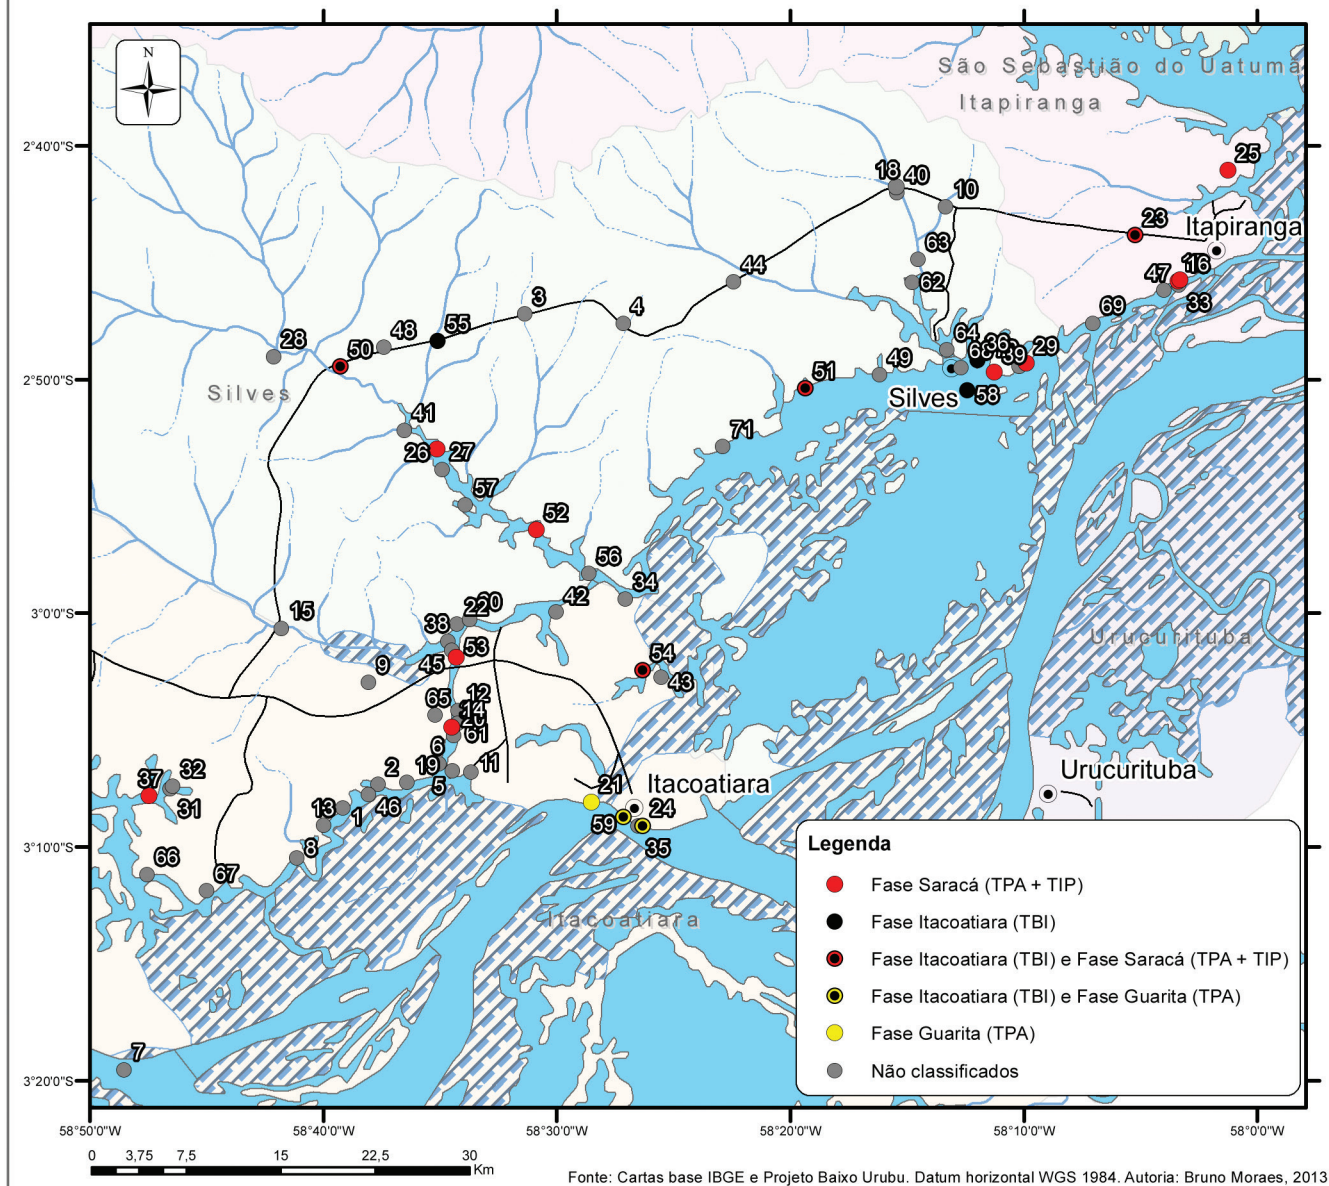 N
São Sebastião do Uatumã
Itapiranga
2°40'0"S
25
18
40
10
23
Itapiranga
63
62
44
16
47
33
69
3
4
55
48
28
50
64
36
39
29
2°50'0"S
Silves
51
49
Silves
58
41
26
27
71
57
52
56
34
42
22
38
3°0'0"S
15
53
45
9
54
43
Urucurituba
12
14
65
61
6
19
11
5
2
32
37
31
46
13
1
21
Itacoatiara
24
59
35
Urucurituba
8
3°10'0"S
66
67
Itacoatiara
7
3°20'0"S
Legenda
Fase Saracá (TPA + TIP)
Fase Itacoatiara (TBI)
Fase Itacoatiara (TBI) e Fase Saracá (TPA + TIP)
Fase Itacoatiara (TBI) e Fase Guarita (TPA)
Fase Guarita (TPA)
Não classificados
58°50'0"W 58°40'0"W 58°30'0"W 58°20'0"W 58°10'0"W 58°0'0"W
0 3,75 7,5 15 22,5 30
Km
Fonte: Cartas base IBGE e Projeto Baixo Urubu. Datum horizontal WGS 1984. Autoria: Bruno Moraes, 2013